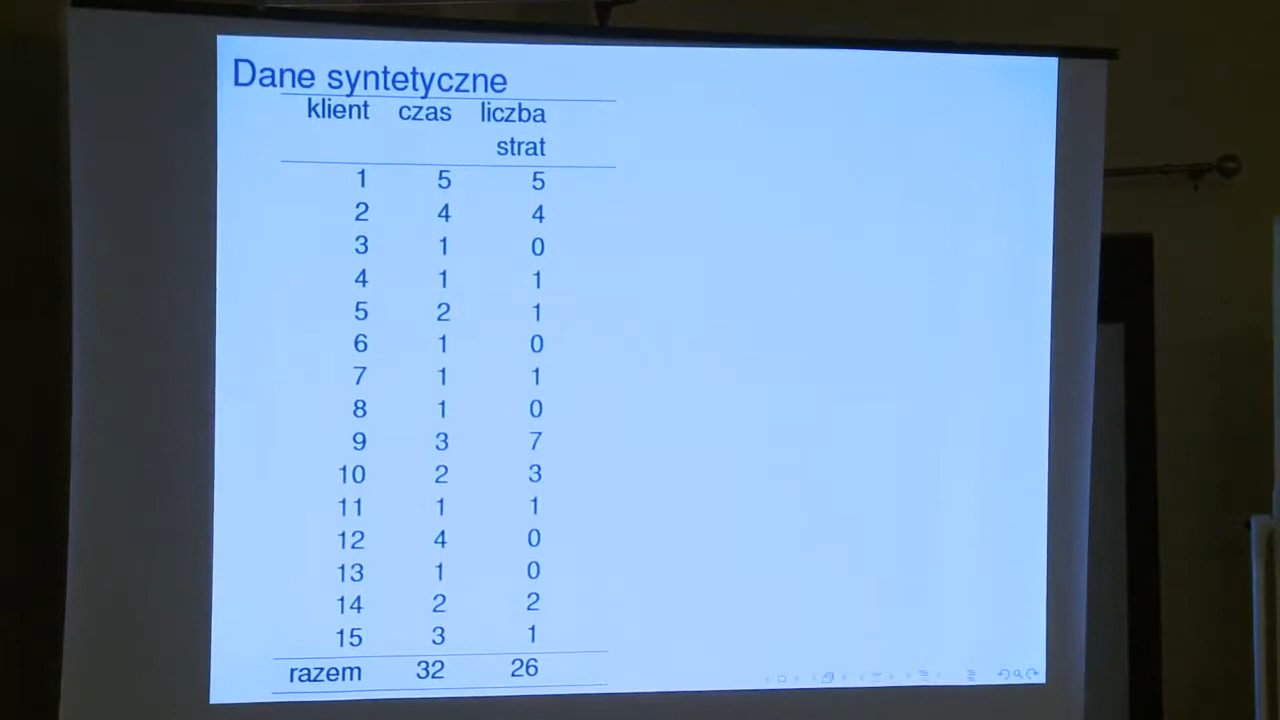 Dane syntetyczne
klient czas liczba
strat
1 5 5
2 4 4
3 1 0
4 1 1
5 2 1
6 1 0
7 1 1
8 1 0
9 3 7
10 2 3
11 1 1
12 4 0
13 1 0
14 2 2
15 3 1
razem 32 26